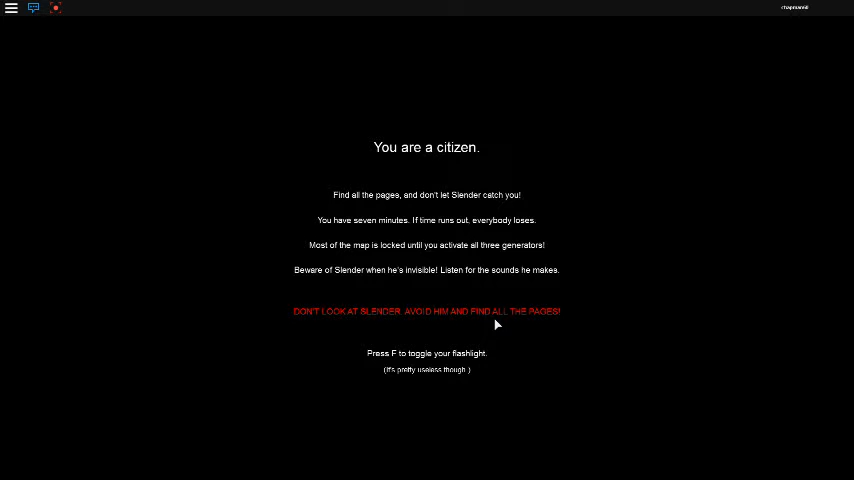 You are a citizen.
Find all the pages, and don't let Slender catch you!
You have seven minutes. If time runs out, everybody loses.
Most of the map is locked until you activate all three generators!
Beware of Slender when he's invisible! Listen for the sounds he makes.
DON'T LOOK AT SLENDER. AVOID HIM AND FIND ALL THE PAGES!
Press F to toggle your flashlight.
(It's pretty useless though.)